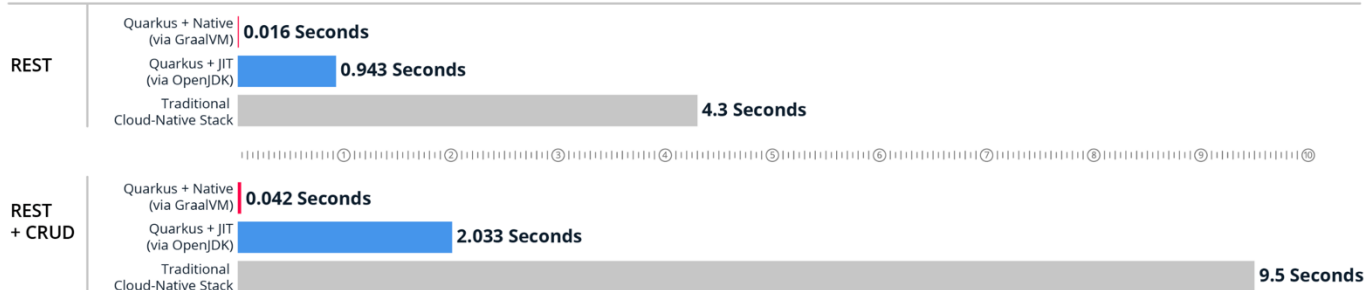 REST
Quarkus + Native
(via GraalVM)
0.016 Seconds
Quarkus + JIT
(via OpenJDK)
0.943 Seconds
Traditional
Cloud-Native Stack
4.3 Seconds
1 2 3 4 5 6 7 8 9 10
REST
+ CRUD
Quarkus + Native
(via GraalVM)
0.042 Seconds
Quarkus + JIT
(via OpenJDK)
2.033 Seconds
Traditional
Cloud-Native Stack
9.5 Seconds